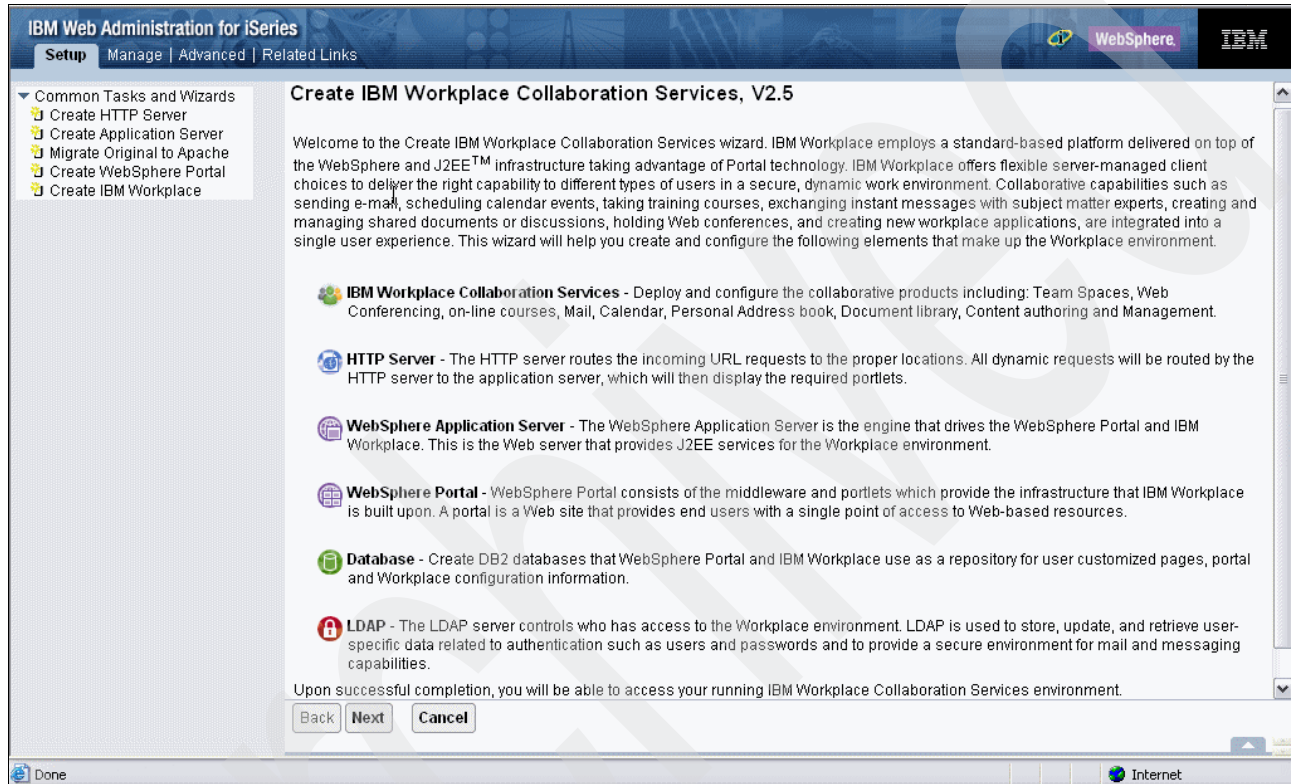 IBM Web Administration for iSeries
Setup Manage | Advanced | Related Links
WebSphere.
IBM
Common Tasks and Wizards
Create HTTP Server
Create Application Server
Migrate Original to Apache
Create WebSphere Portal
Create IBM Workplace
Create IBM Workplace Collaboration Services, V2.5
Welcome to the Create IBM Workplace Collaboration Services wizard. IBM Workplace employs a standard-based platform delivered on top of
the WebSphere and J2EE™ infrastructure taking advantage of Portal technology. IBM Workplace offers flexible server-managed client
choices to deliver the right capability to different types of users in a secure, dynamic work environment. Collaborative capabilities such as
sending e-mail, scheduling calendar events, taking training courses, exchanging instant messages with subject matter experts, creating and
managing shared documents or discussions, holding Web conferences, and creating new workplace applications, are integrated into a
single user experience. This wizard will help you create and configure the following elements that make up the Workplace environment.
IBM Workplace Collaboration Services - Deploy and configure the collaborative products including: Team Spaces, Web
Conferencing, on-line courses, Mail, Calendar, Personal Address book, Document library, Content authoring and Management.
HTTP Server - The HTTP server routes the incoming URL requests to the proper locations. All dynamic requests will be routed by the
HTTP server to the application server, which will then display the required portlets.
WebSphere Application Server - The WebSphere Application Server is the engine that drives the WebSphere Portal and IBM
Workplace. This is the Web server that provides J2EE services for the Workplace environment.
WebSphere Portal - WebSphere Portal consists of the middleware and portlets which provide the infrastructure that IBM Workplace
is built upon. A portal is a Web site that provides end users with a single point of access to Web-based resources.
Database - Create DB2 databases that WebSphere Portal and IBM Workplace use as a repository for user customized pages, portal
and Workplace configuration information.
LDAP - The LDAP server controls who has access to the Workplace environment. LDAP is used to store, update, and retrieve user-
specific data related to authentication such as users and passwords and to provide a secure environment for mail and messaging
capabilities.
Upon successful completion, you will be able to access your running IBM Workplace Collaboration Services environment.
Back Next Cancel
Done
Internet